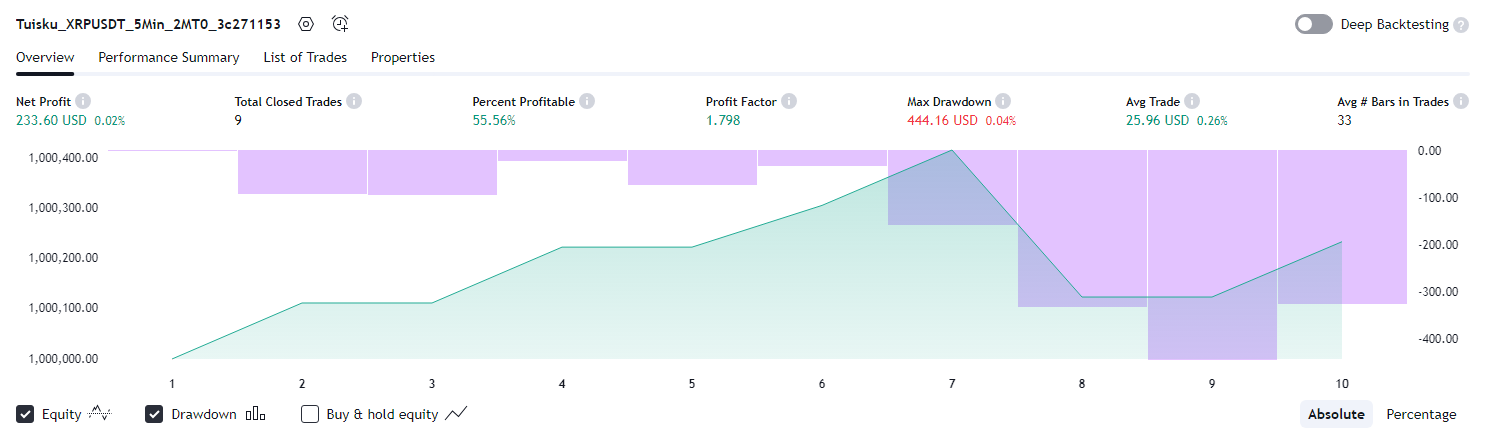 Tuisku_XRPUSDT_5Min_2MT0_3c271153
Deep Backtesting ?
Overview Performance Summary List of Trades Properties
Net Profit Total Closed Trades Percent Profitable Profit Factor Max Drawdown Avg Trade Avg # Bars in Trades
233.60 USD 0.02% 9 55.56% 1.798 444.16 USD 0.04% 25.96 USD 0.26% 33
1,000,400.00 0.00
-100.00
1,000,300.00
-200.00
1,000,200.00
-300.00
1,000,100.00
-400.00
1,000,000.00
1 2 3 4 5 6 7 8 9 10
Equity Drawdown Buy & hold equity Absolute Percentage